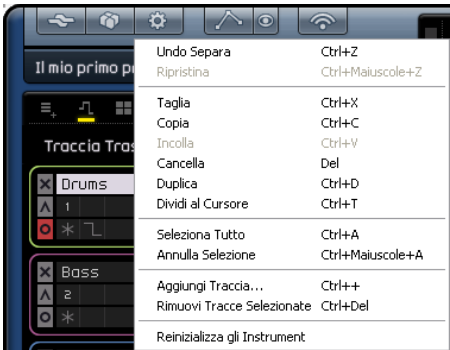 Undo Separa Ctrl+Z
Ripristina Ctrl+Maiuscole+Z
Il mio primo
Taglia Ctrl+X
Copia Ctrl+C
Incolla Ctrl+V
Cancella Del
Duplica Ctrl+D
Dividi al Cursore Ctrl+T
Traccia
Drums
1
Seleziona Tutto Ctrl+A
Annulla Selezione Ctrl+Maiuscole+A
Bass
2
Aggiungi Traccia... Ctrl++
Rimuovi Tracce Selezionate Ctrl+Del
Reinizializza gli Instrument